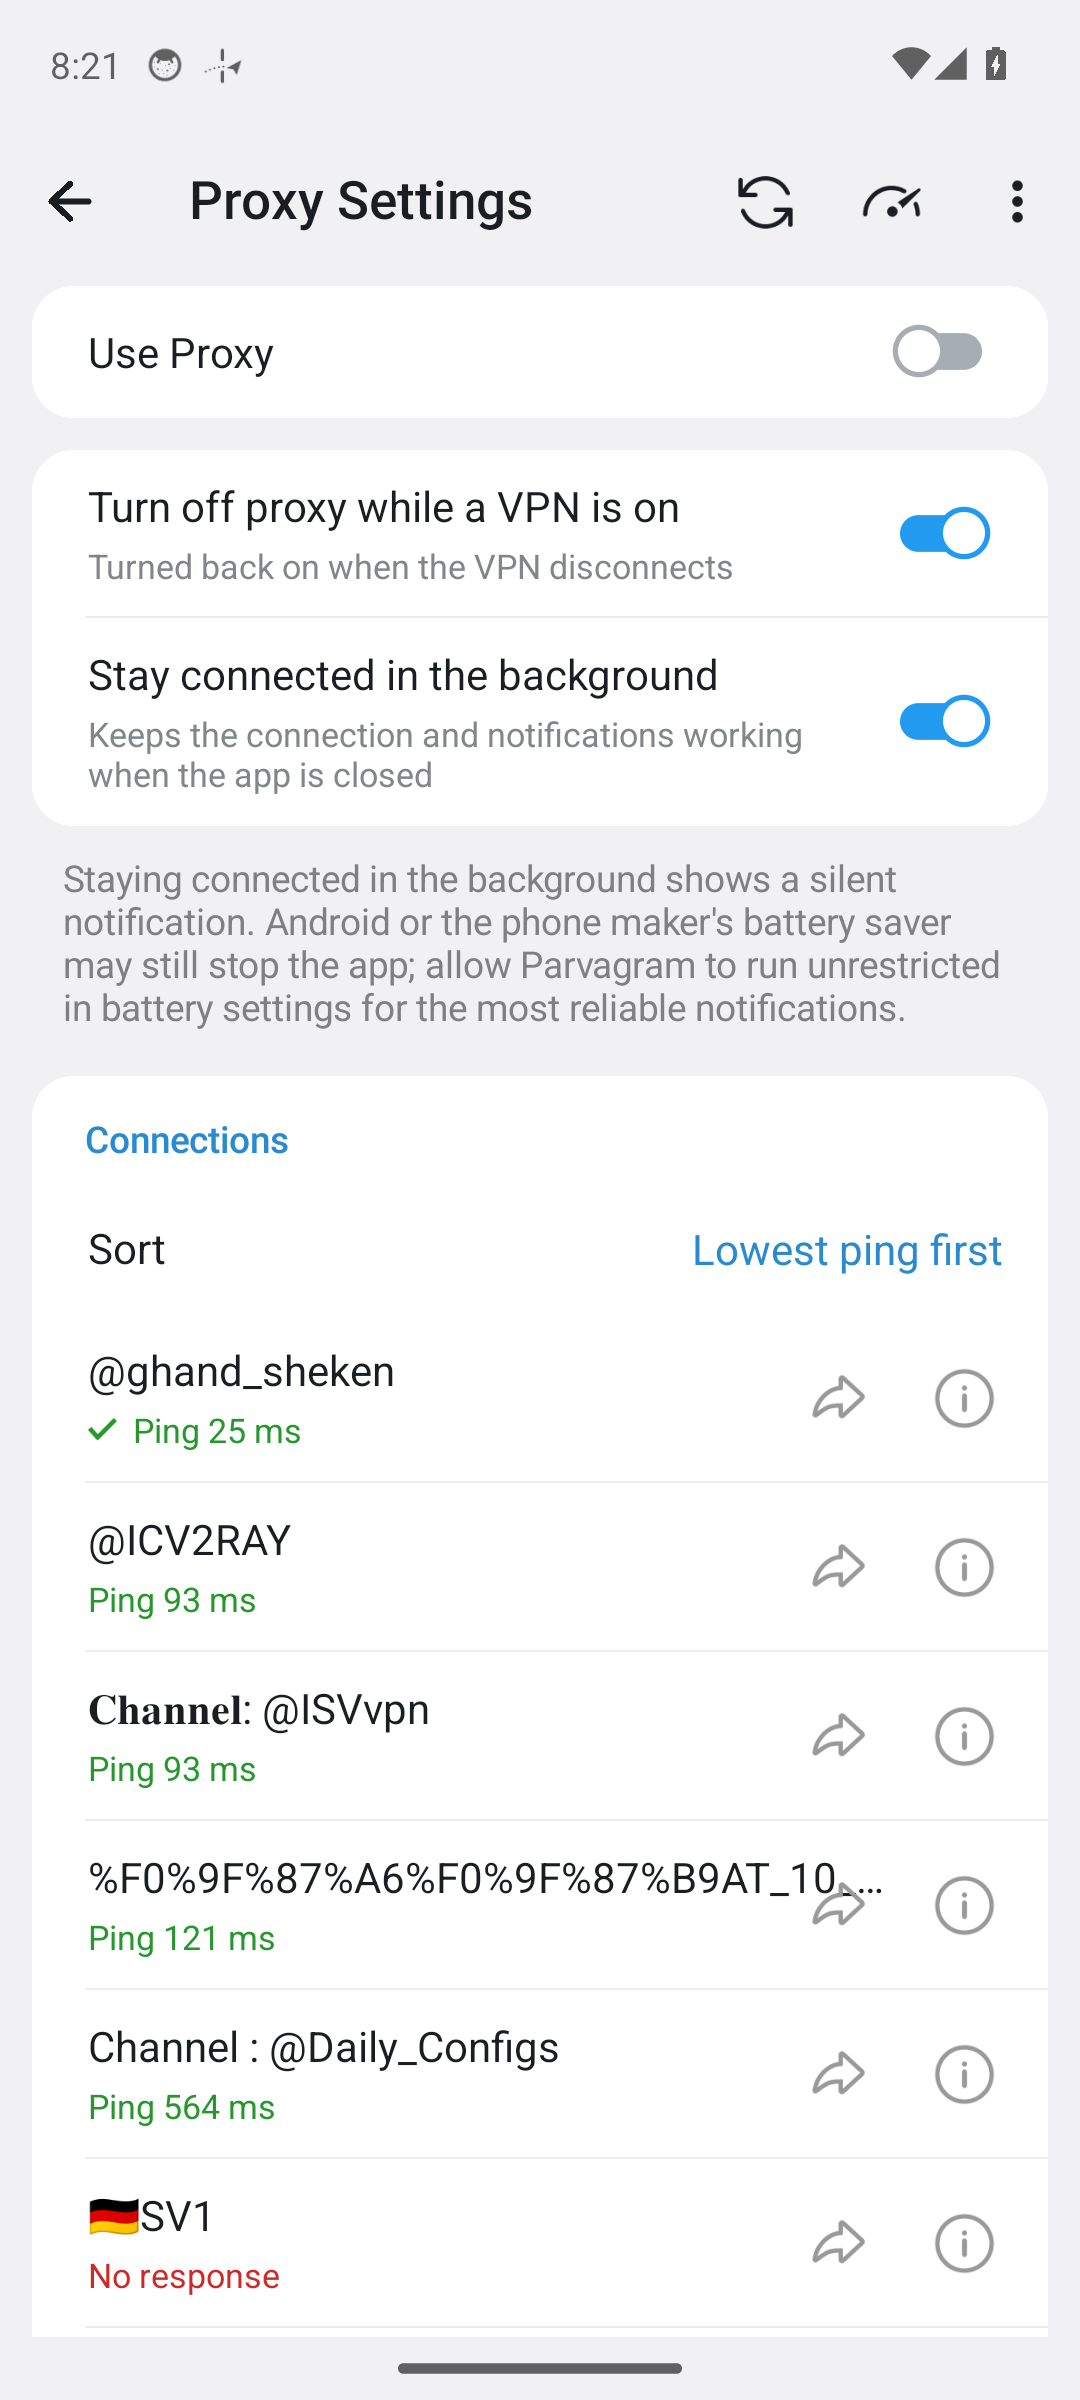 8:21
Proxy Settings
Use Proxy
Turn off proxy while a VPN is on
Turned back on when the VPN disconnects
Stay connected in the background
Keeps the connection and notifications working
when the app is closed
Staying connected in the background shows a silent
notification. Android or the phone maker's battery saver
may still stop the app; allow Parvagram to run unrestricted
in battery settings for the most reliable notifications.
Connections
Sort
Lowest ping first
@ghand_sheken
Ping 25 ms
@ICV2RAY
Ping 93 ms
𝐂𝐡𝐚𝐧𝐧𝐞𝐥: @ISVvpn
Ping 93 ms
%F0%9F%87%A6%F0%9F%87%B9AT_10_...
Ping 121 ms
Channel : @Daily_Configs
Ping 564 ms
🇩🇪SV1
No response